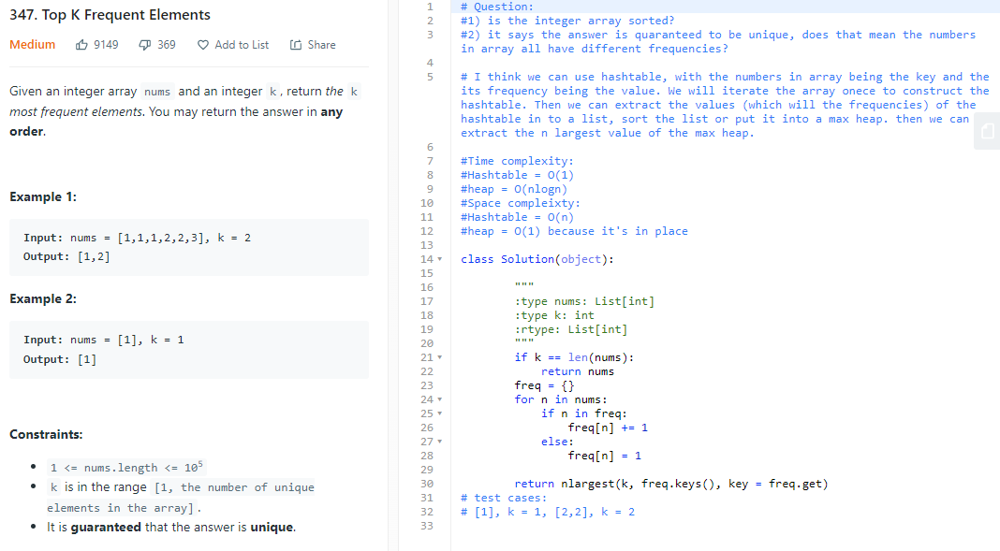 347. Top K Frequent Elements
Medium 9149 369 Add to List Share
Given an integer array nums and an integer k, return the k
most frequent elements. You may return the answer in any
order.
Example 1:
Input: nums = [1,1,1,2,2,3], k = 2
Output: [1,2]
Example 2:
Input: nums = [1], k = 1
Output: [1]
Constraints:
• 1 <= nums.length <= 10⁵
• k is in the range [1, the number of unique
elements in the array].
• It is guaranteed that the answer is unique.
1 # Question:
2 #1) is the integer array sorted?
3 #2) it says the answer is quaranteed to be unique, does that mean the numbers
in array all have different frequencies?
4
5 # I think we can use hashtable, with the numbers in array being the key and the
its frequency being the value. We will iterate the array onece to construct the
hashtable. Then we can extract the values (which will the frequencies) of the
hashtable in to a list, sort the list or put it into a max heap. then we can
extract the n largest value of the max heap.
6
7 #Time complexity:
8 #Hashtable = O(1)
9 #heap = O(nlogn)
10 #Space compleixty:
11 #Hashtable = O(n)
12 #heap = O(1) because it's in place
13
14 class Solution(object):
15
16 """
17 :type nums: List[int]
18 :type k: int
19 :rtype: List[int]
20 """
21 if k == len(nums):
22 return nums
23 freq = {}
24 for n in nums:
25 if n in freq:
26 freq[n] += 1
27 else:
28 freq[n] = 1
29
30 return nlargest(k, freq.keys(), key = freq.get)
31 # test cases:
32 # [1], k = 1, [2,2], k = 2
33